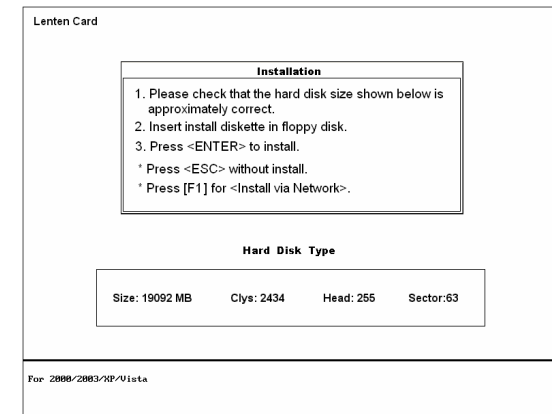 Lenten Card
Installation
1. Please check that the hard disk size shown below is
approximately correct.
2. Insert install diskette in floppy disk.
3. Press <ENTER> to install.
* Press <ESC> without install.
* Press [F1] for <Install via Network>.
Hard Disk Type
Size: 19092 MB Clys: 2434 Head: 255 Sector:63
For 2000/2003/XP/Vista